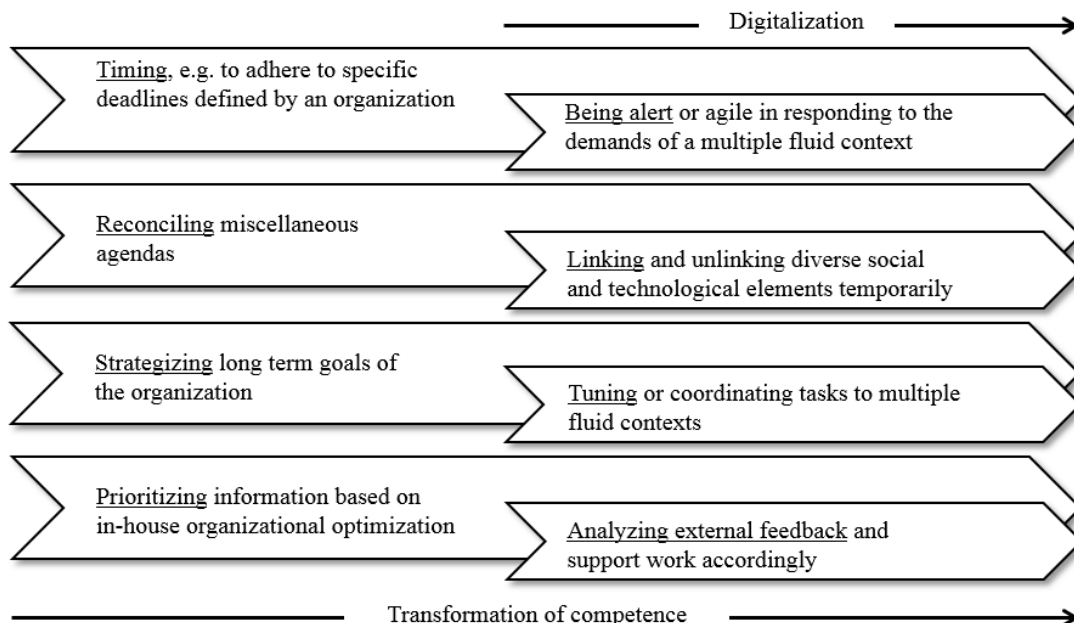 Digitalization
Timing, e.g. to adhere to specific
deadlines defined by an organization
Being alert or agile in responding to the
demands of a multiple fluid context
Reconciling miscellaneous
agendas
Linking and unlinking diverse social
and technological elements temporarily
Strategizing long term goals of
the organization
Tuning or coordinating tasks to multiple
fluid contexts
Prioritizing information based on
in-house organizational optimization
Analyzing external feedback and
support work accordingly
Transformation of competence